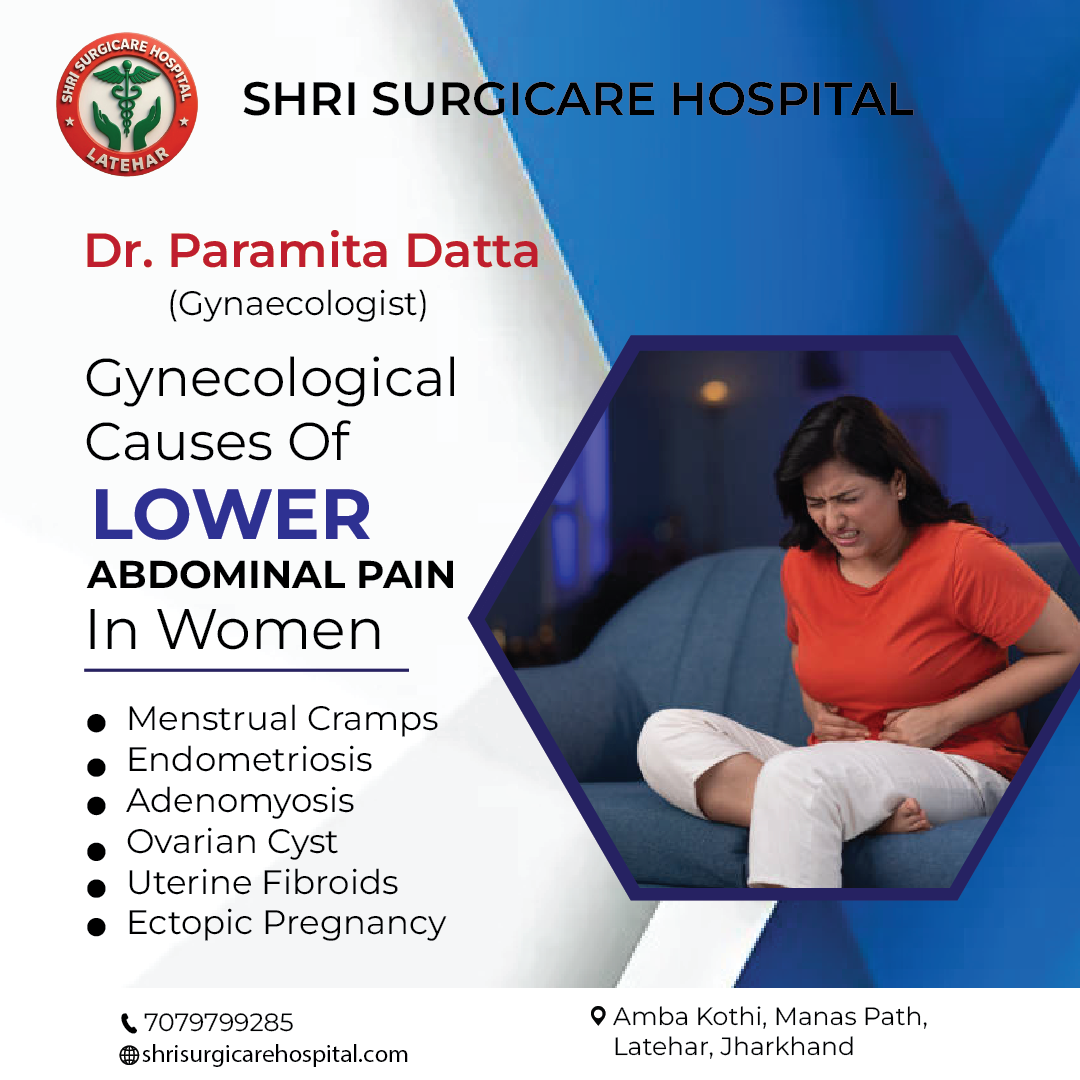 SHRI SURGICARE HOSPITAL
LATEHAR
SHRI SURGICARE HOSPITAL
Dr. Paramita Datta
(Gynaecologist)
Gynecological
Causes Of
LOWER
ABDOMINAL PAIN
In Women
Menstrual Cramps
Endometriosis
Adenomyosis
Ovarian Cyst
Uterine Fibroids
Ectopic Pregnancy
7079799285
shrisurgicarehospital.com
Amba Kothi, Manas Path,
Latehar, Jharkhand